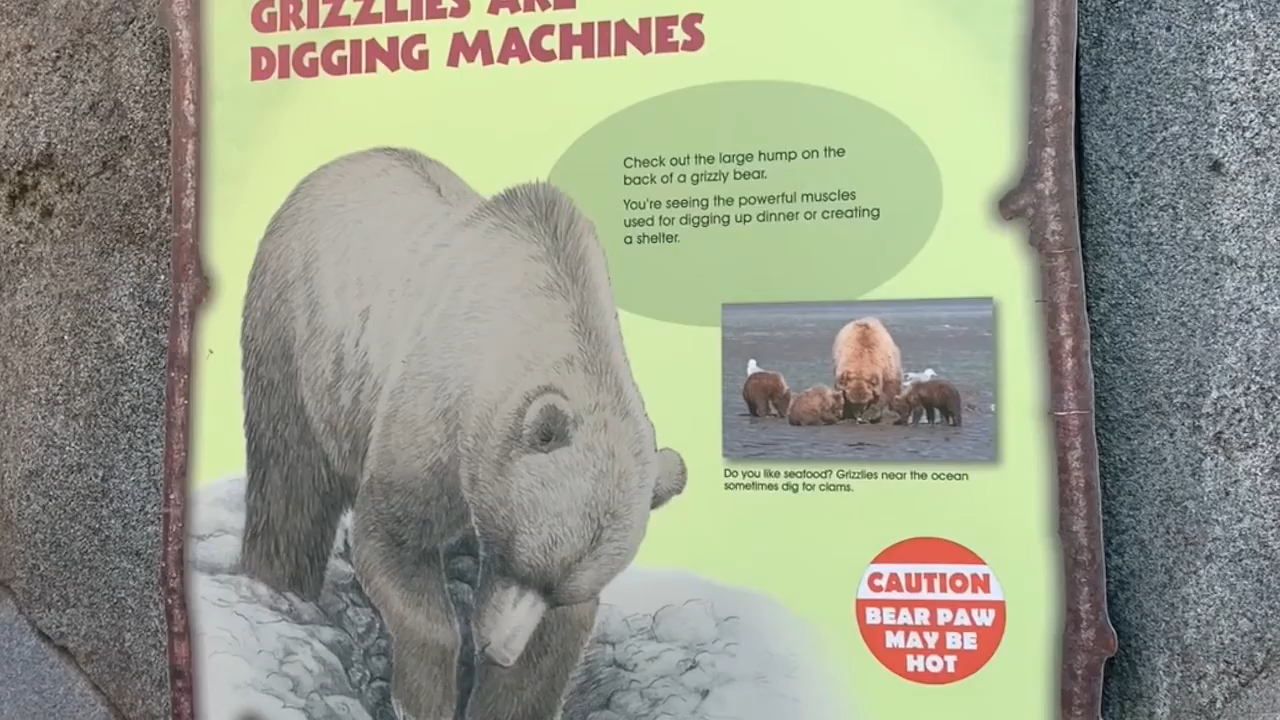 GRIZZLIES ARE
DIGGING MACHINES
Check out the large hump on the
back of a grizzly bear.
You're seeing the powerful muscles
used for digging up dinner or creating
a shelter.
Do you like seafood? Grizzlies near the ocean
sometimes dig for clams.
CAUTION
BEAR PAW
MAY BE
HOT